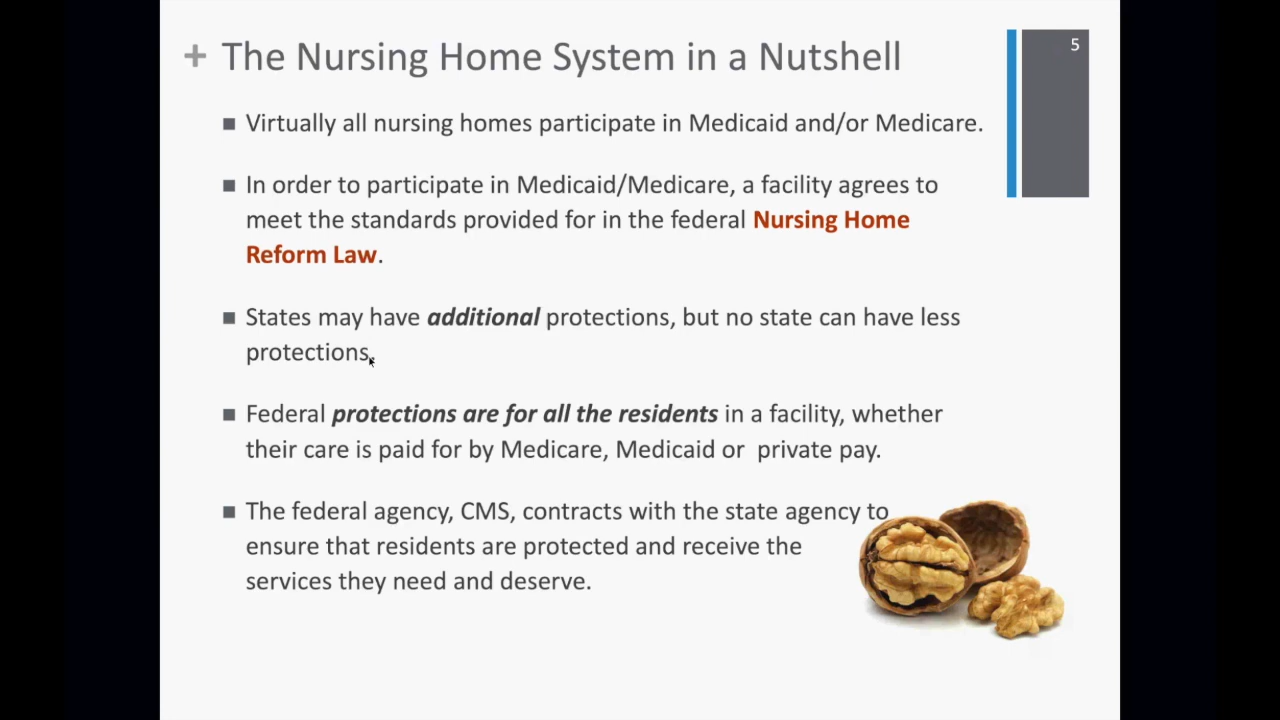 + The Nursing Home System in a Nutshell
5
■ Virtually all nursing homes participate in Medicaid and/or Medicare.
■ In order to participate in Medicaid/Medicare, a facility agrees to
meet the standards provided for in the federal Nursing Home
Reform Law.
■ States may have additional protections, but no state can have less
protections.
■ Federal protections are for all the residents in a facility, whether
their care is paid for by Medicare, Medicaid or  private pay.
■ The federal agency, CMS, contracts with the state agency to
ensure that residents are protected and receive the
services they need and deserve.